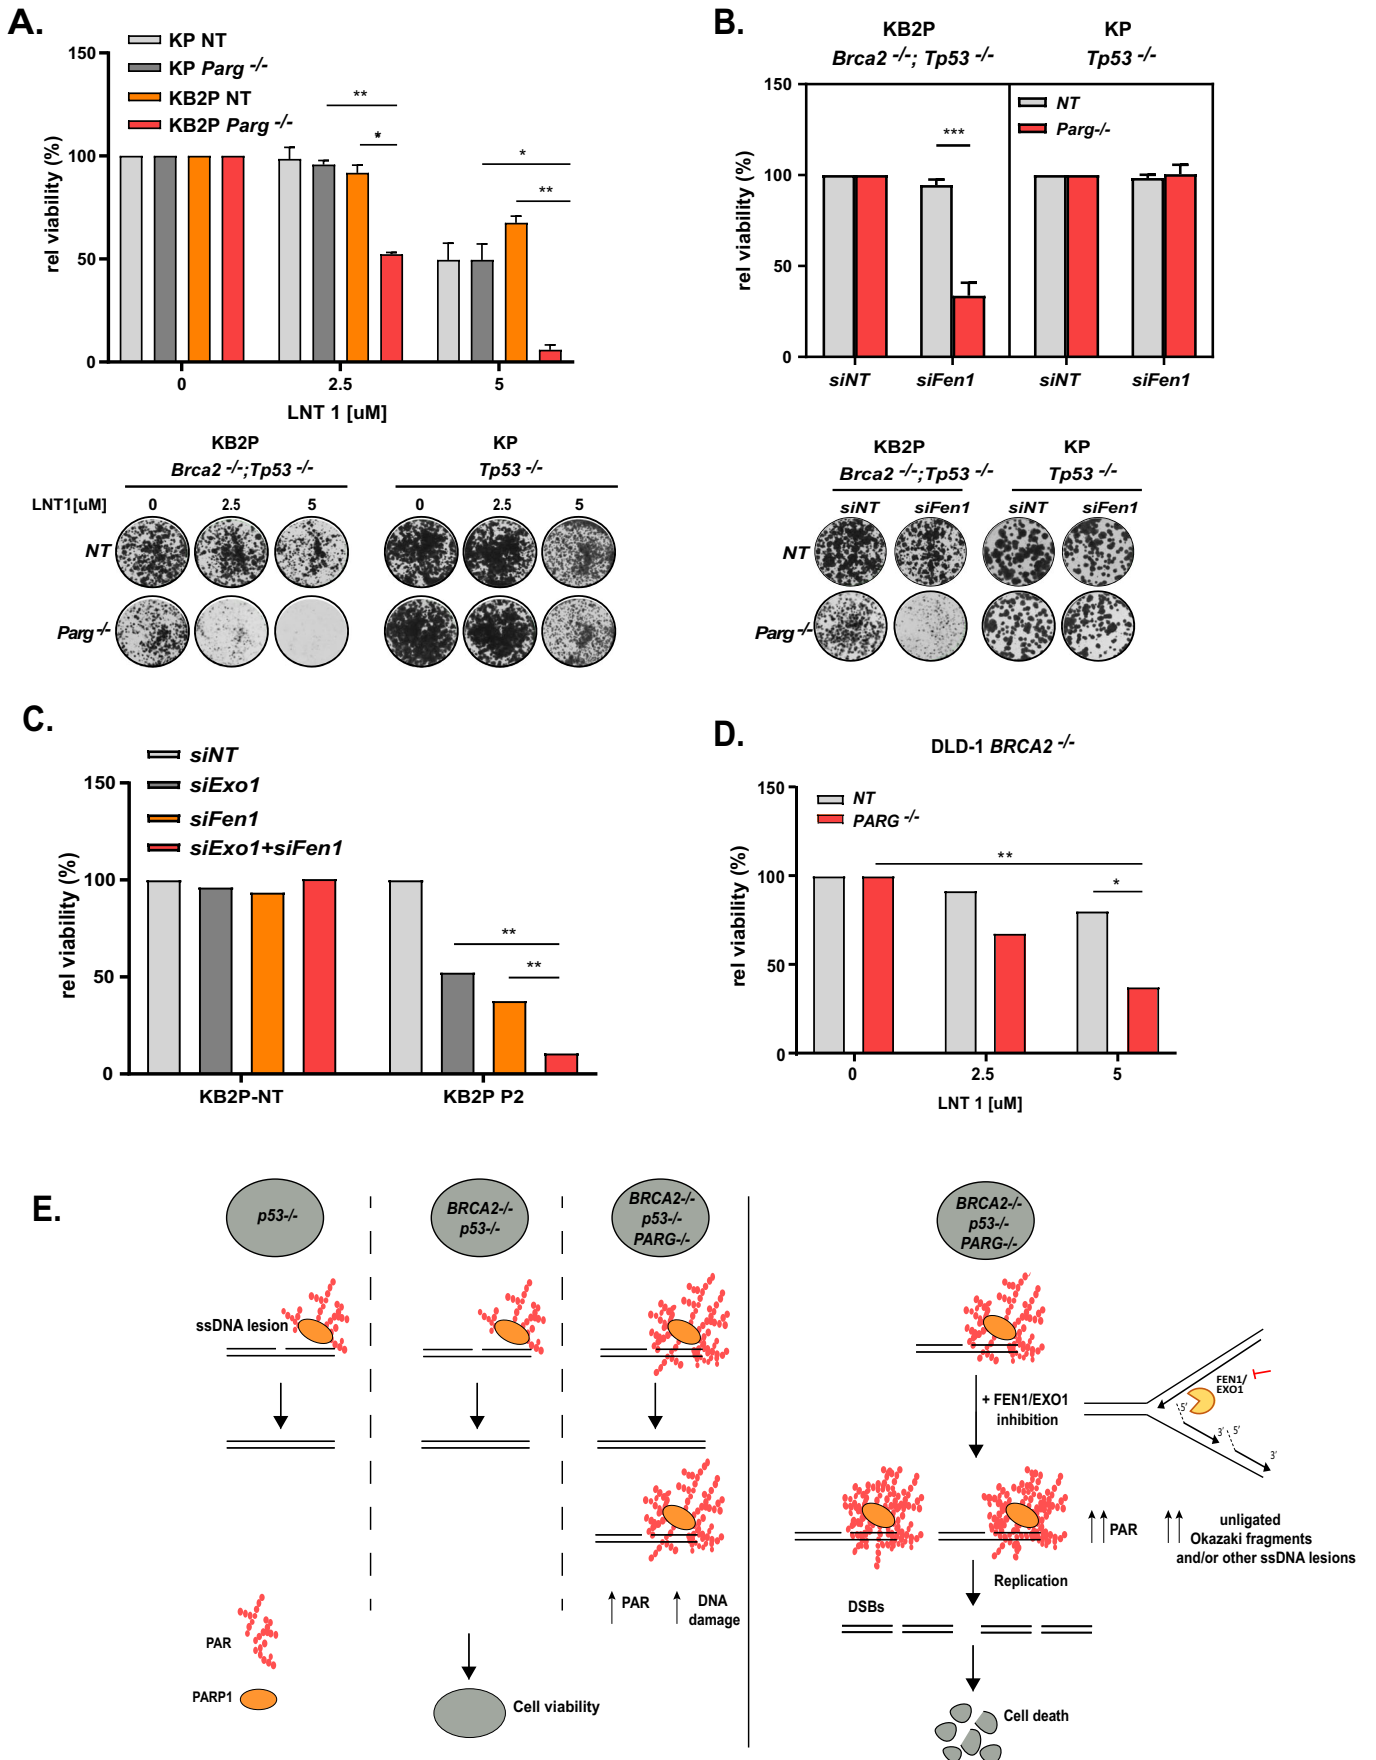 A.
KP NT
KP Parg -/-
KB2P NT
KB2P Parg -/-
150
100
50
0
rel viability (%)
**
*
*
**
0 2.5 5
LNT 1 [uM]
KB2P KP
Brca2 -/-;Tp53 -/- Tp53 -/-
LNT1[uM] 0 2.5 5 0 2.5 5
NT
Parg -/-
B.
KB2P KP
Brca2 -/-; Tp53 -/- Tp53 -/-
150
100
50
0
rel viability (%)
NT
Parg-/-
***
siNT siFen1 siNT siFen1
KB2P KP
Brca2 -/-;Tp53 -/- Tp53 -/-
siNT siFen1 siNT siFen1
NT
Parg -/-
C.
siNT
siExo1
siFen1
siExo1+siFen1
150
100
50
0
rel viability (%)
**
**
KB2P-NT KB2P P2
D.
DLD-1 BRCA2 -/-
NT
PARG -/-
150
100
50
0
rel viability (%)
**
*
0 2.5 5
LNT 1 [uM]
E.
p53-/-
BRCA2-/-
p53-/-
BRCA2-/-
p53-/-
PARG-/-
ssDNA lesion
PAR
DNA
damage
PAR
PARP1
Cell viability
BRCA2-/-
p53-/-
PARG-/-
+ FEN1/EXO1
inhibition
FEN1/
EXO1
5'
3' 5'
3'
PAR
unligated
Okazaki fragments
and/or other ssDNA lesions
Replication
DSBs
Cell death